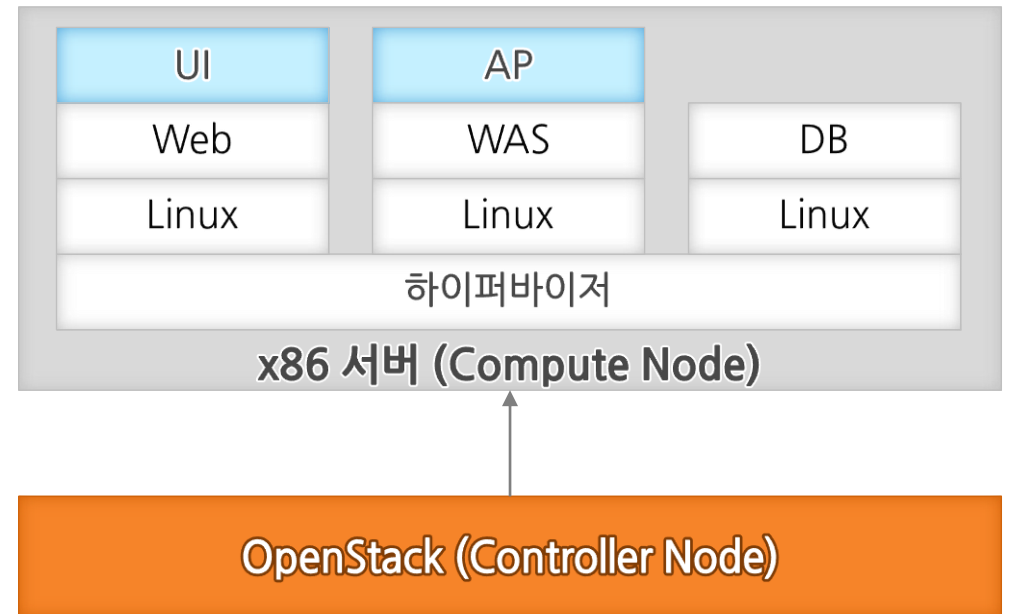 UI
AP
Web
WAS
DB
Linux
Linux
Linux
하이퍼바이저
x86 서버 (Compute Node)
OpenStack (Controller Node)